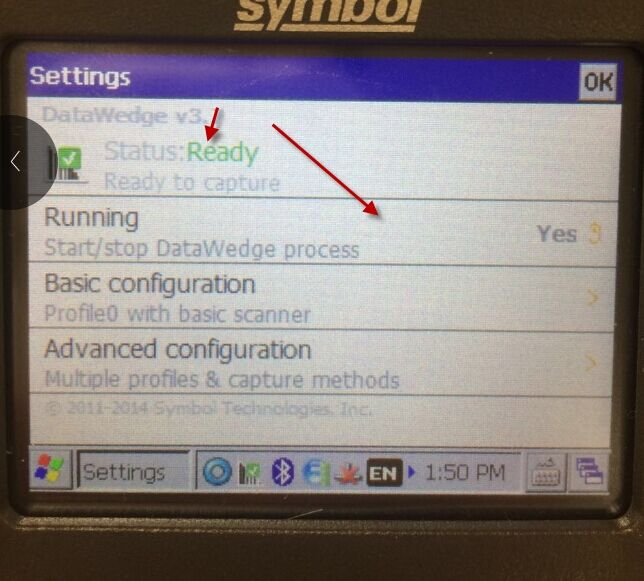 symbol
Settings
OK
DataWedge v3.
Status:Ready
Ready to capture
Running
Start/stop DataWedge process
Yes
Basic configuration
Profile0 with basic scanner
Advanced configuration
Multiple profiles & capture methods
© 2011-2014 Symbol Technologies. Inc.
Settings
EN
1:50 PM